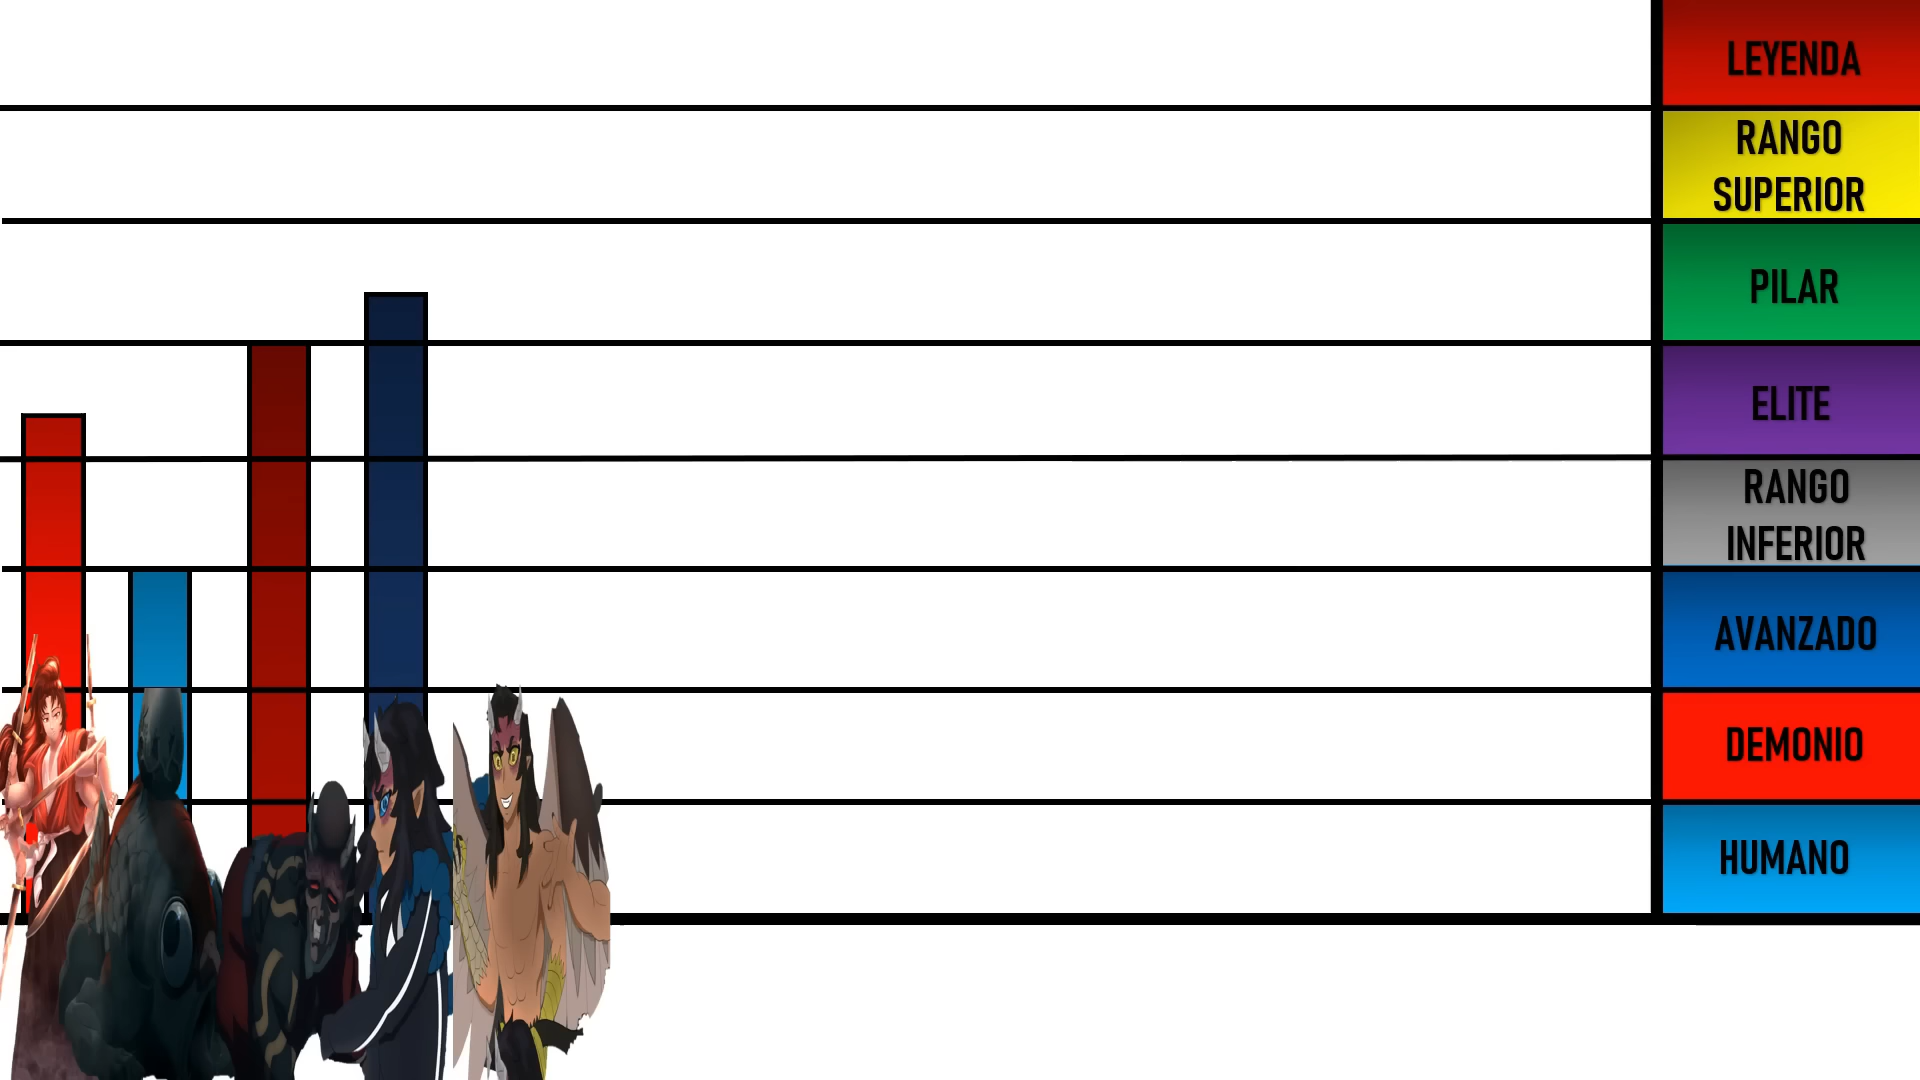 LEYENDA
RANGO
SUPERIOR
PILAR
ELITE
RANGO
INFERIOR
AVANZADO
DEMONIO
HUMANO